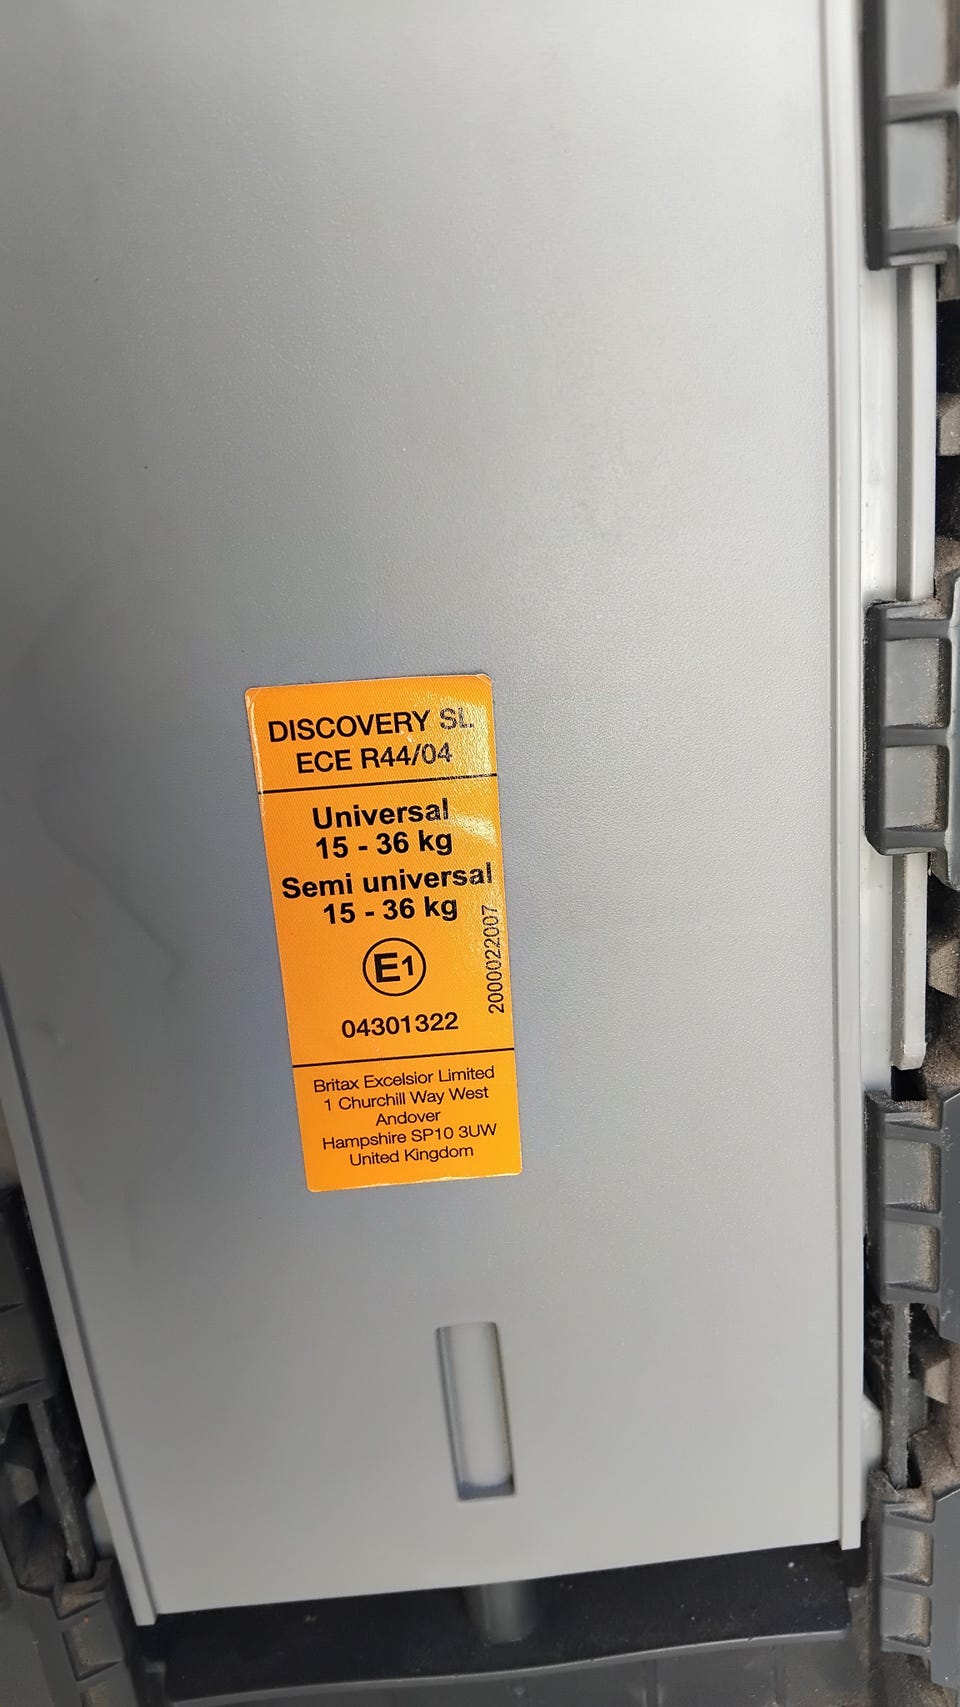 DISCOVERY SL
ECE R44/04
Universal
15 - 36 kg
Semi universal
15 - 36 kg
E1
04301322
2000022007
Britax Excelsior Limited
1 Churchill Way West
Andover
Hampshire SP10 3UW
United Kingdom